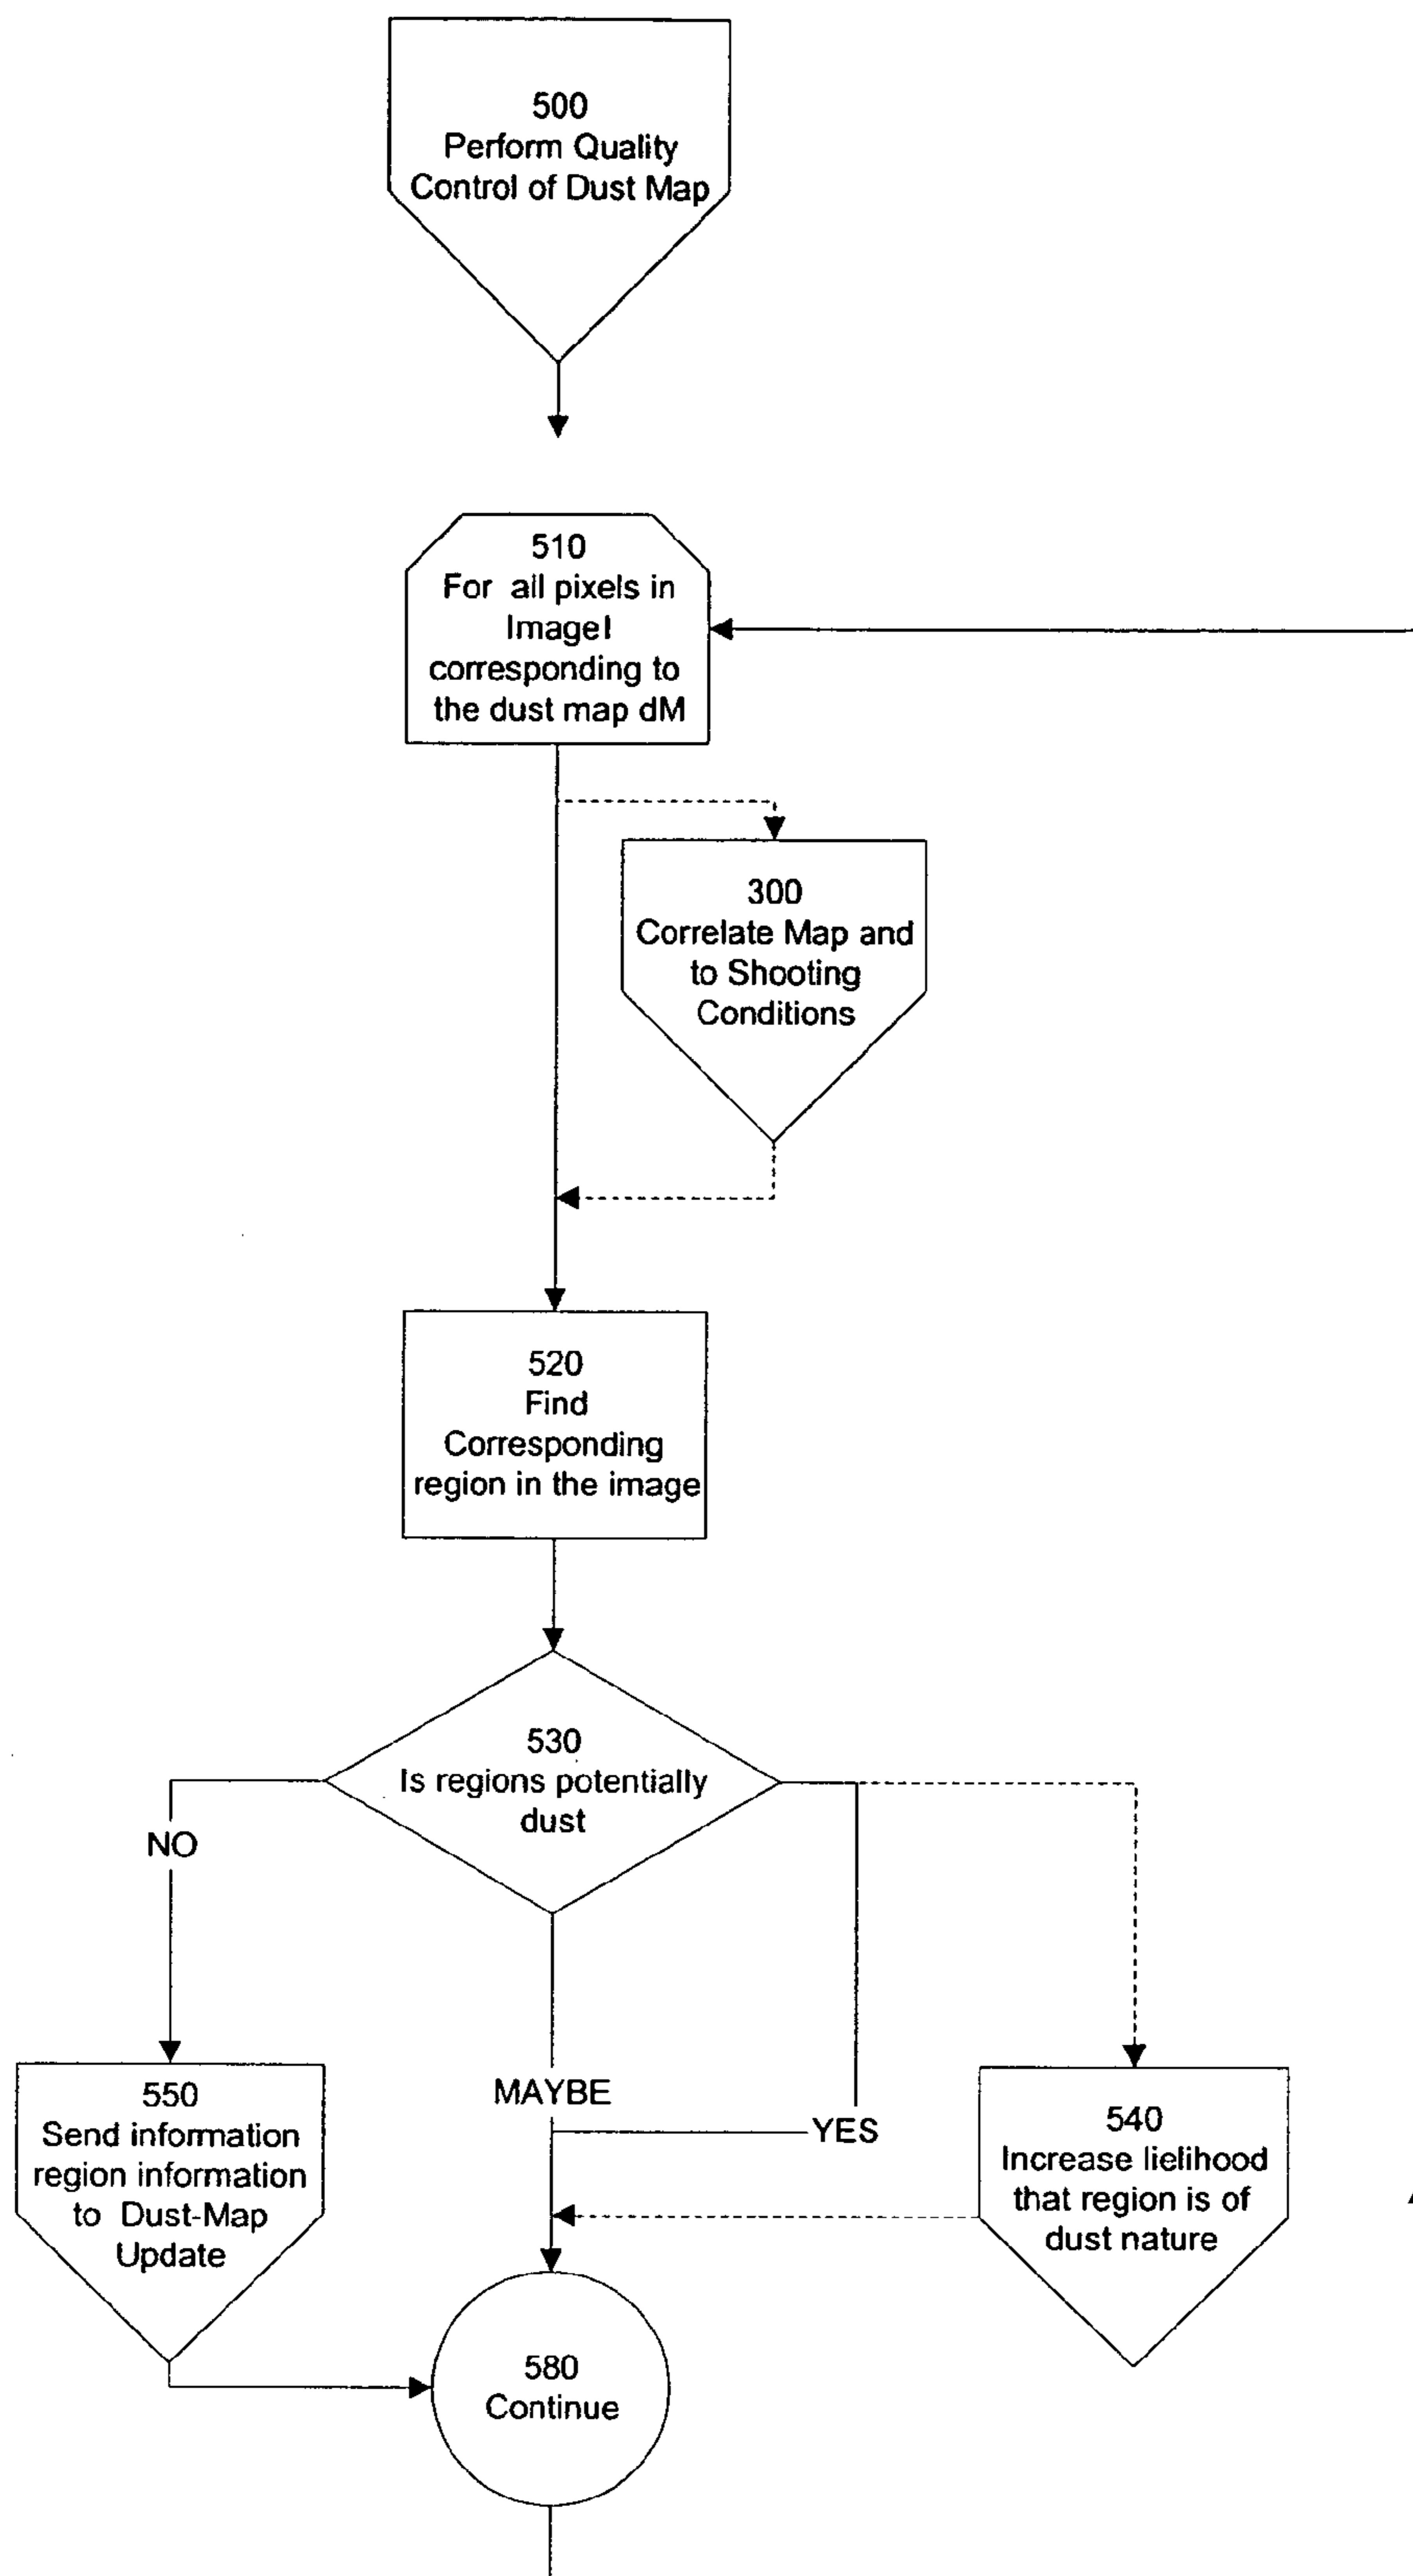 500
Perform Quality
Control of Dust Map
510
For all pixels in
ImageI
corresponding to
the dust map dM
300
Correlate Map and
to Shooting
Conditions
520
Find
Corresponding
region in the image
530
Is regions potentially
dust
NO
MAYBE
YES
550
Send information
region information
to Dust-Map
Update
540
Increase lielihood
that region is of
dust nature
580
Continue